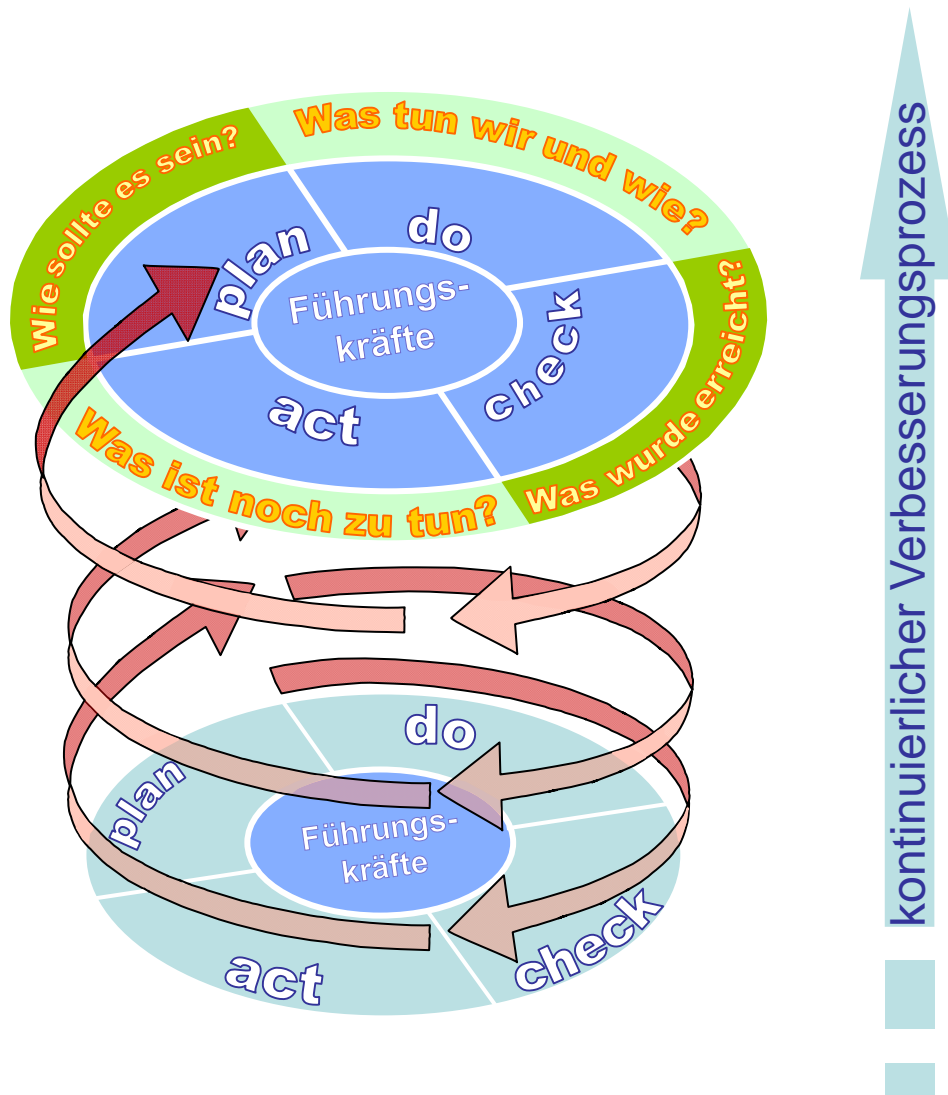 Wie sollte es sein?
Was tun wir und wie?
Was wurde erreicht?
Was ist noch zu tun?
plan
do
check
act
Führungs-
kräfte
do
plan
Führungs-
kräfte
check
act
kontinuierlicher Verbesserungsprozess